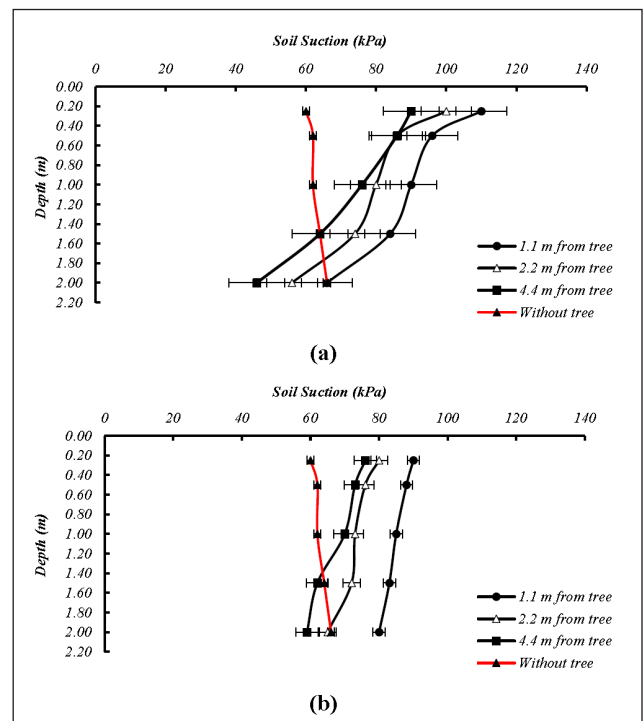 Soil Suction (kPa)
0 20 40 60 80 100 120 140
0.00
0.20
0.40
0.60
0.80
1.00
1.20
1.40
1.60
1.80
2.00
2.20
Depth (m)
1.1 m from tree
2.2 m from tree
4.4 m from tree
Without tree
(a)
Soil Suction (kPa)
0 20 40 60 80 100 120 140
0.00
0.20
0.40
0.60
0.80
1.00
1.20
1.40
1.60
1.80
2.00
2.20
Depth (m)
1.1 m from tree
2.2 m from tree
4.4 m from tree
Without tree
(b)